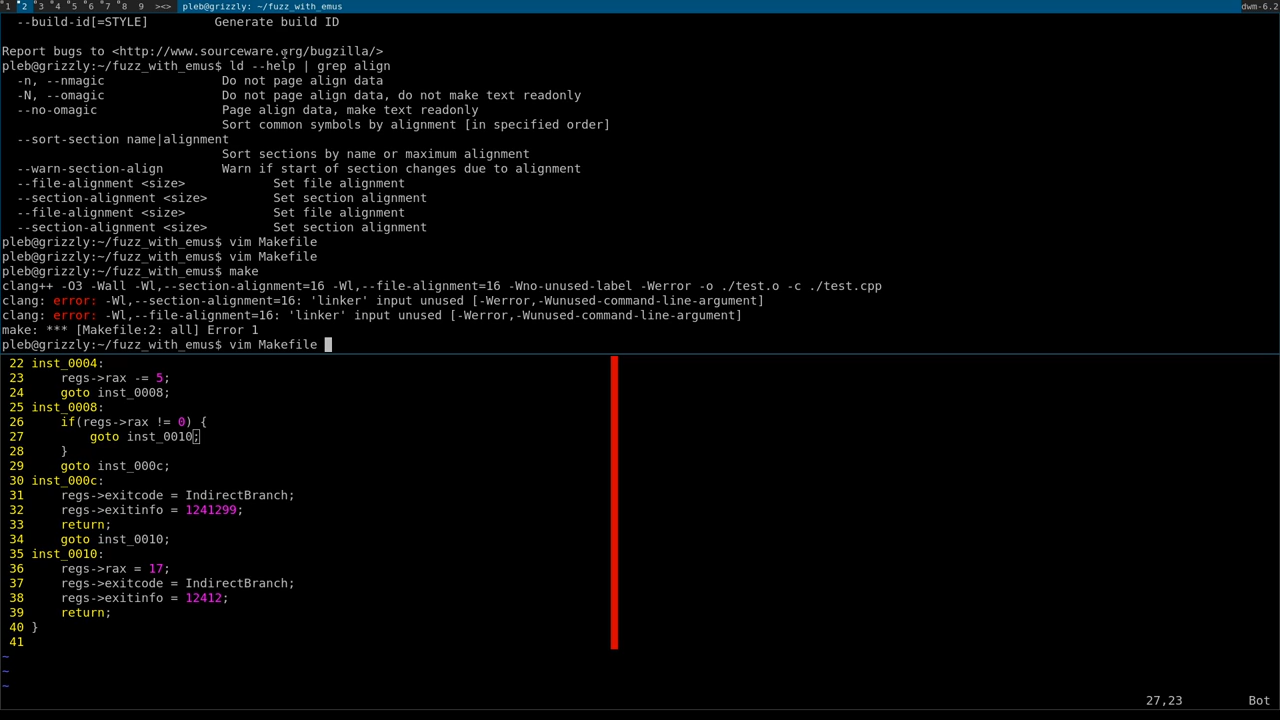 1 2 3 4 5 6 7 8 9 ><> pleb@grizzly: ~/fuzz_with_emus dwm-6.2
--build-id[=STYLE] Generate build ID
Report bugs to <http://www.sourceware.org/bugzilla/>
pleb@grizzly:~/fuzz_with_emus$ ld --help | grep align
-n, --nmagic Do not page align data
-N, --omagic Do not page align data, do not make text readonly
--no-omagic Page align data, make text readonly
Sort common symbols by alignment [in specified order]
--sort-section name|alignment
Sort sections by name or maximum alignment
--warn-section-align Warn if start of section changes due to alignment
--file-alignment <size> Set file alignment
--section-alignment <size> Set section alignment
--file-alignment <size> Set file alignment
--section-alignment <size> Set section alignment
pleb@grizzly:~/fuzz_with_emus$ vim Makefile
pleb@grizzly:~/fuzz_with_emus$ vim Makefile
pleb@grizzly:~/fuzz_with_emus$ make
clang++ -O3 -Wall -Wl,--section-alignment=16 -Wl,--file-alignment=16 -Wno-unused-label -Werror -o ./test.o -c ./test.cpp
clang: error: -Wl,--section-alignment=16: 'linker' input unused [-Werror,-Wunused-command-line-argument]
clang: error: -Wl,--file-alignment=16: 'linker' input unused [-Werror,-Wunused-command-line-argument]
make: *** [Makefile:2: all] Error 1
pleb@grizzly:~/fuzz_with_emus$ vim Makefile
22 inst_0004:
23 regs->rax -= 5;
24 goto inst_0008;
25 inst_0008:
26 if(regs->rax != 0) {
27 goto inst_0010;
28 }
29 goto inst_000c;
30 inst_000c:
31 regs->exitcode = IndirectBranch;
32 regs->exitinfo = 1241299;
33 return;
34 goto inst_0010;
35 inst_0010:
36 regs->rax = 17;
37 regs->exitcode = IndirectBranch;
38 regs->exitinfo = 12412;
39 return;
40 }
41
~
~
~
27,23 Bot